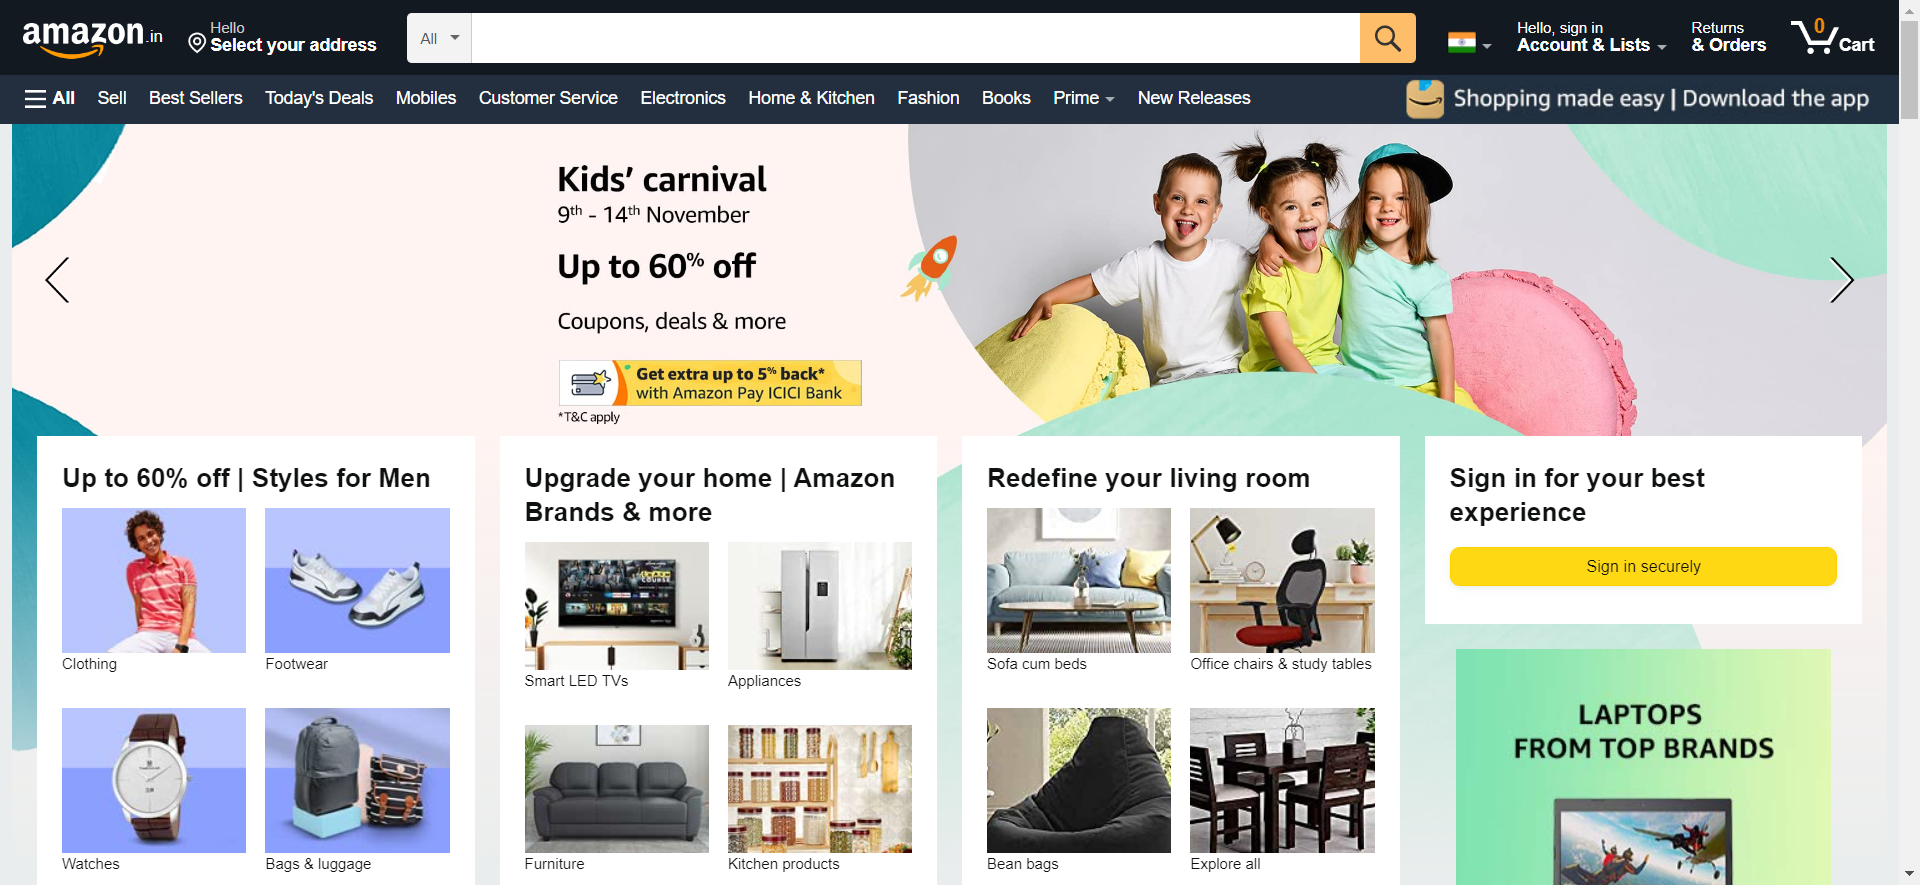 amazon.in
Hello
Select your address
All
Hello, sign in
Account & Lists
Returns
& Orders
0
Cart
All
Sell
Best Sellers
Today's Deals
Mobiles
Customer Service
Electronics
Home & Kitchen
Fashion
Books
Prime
New Releases
Shopping made easy | Download the app
Kids' carnival
9th - 14th November
Up to 60% off
Coupons, deals & more
Get extra up to 5% back*
with Amazon Pay ICICI Bank
*T&C apply
Up to 60% off | Styles for Men
Clothing
Footwear
Watches
Bags & luggage
Upgrade your home | Amazon
Brands & more
Smart LED TVs
Appliances
Furniture
Kitchen products
Redefine your living room
Sofa cum beds
Office chairs & study tables
Bean bags
Explore all
Sign in for your best
experience
Sign in securely
LAPTOPS
FROM TOP BRANDS